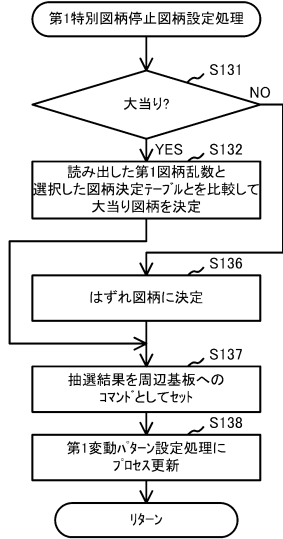 第1特別図柄停止図柄設定処理
S131
大当り?
NO
YES
S132
読み出した第1図柄乱数と
選択した図柄決定テーブルとを比較して
大当り図柄を決定
S136
はずれ図柄に決定
S137
抽選結果を周辺基板への
コマンドとしてセット
S138
第1変動パターン設定処理に
プロセス更新
リターン